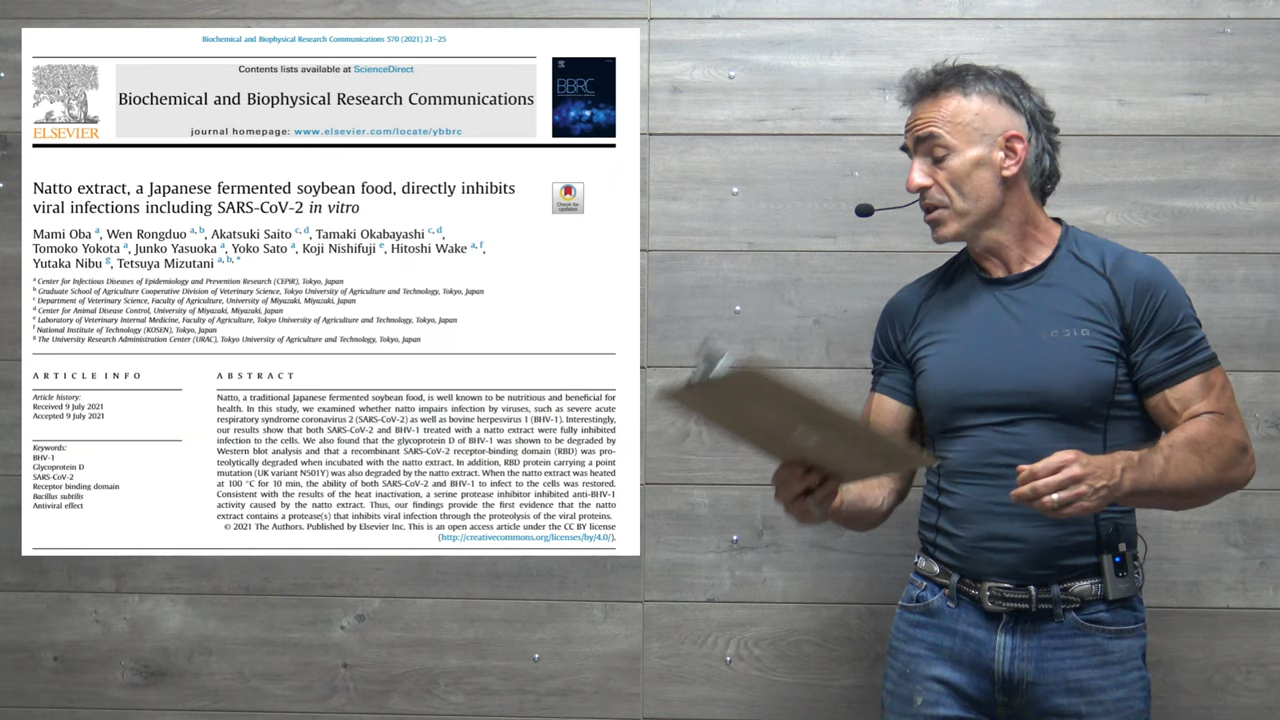 Biochemical and Biophysical Research Communications 570 (2021) 21–25
Contents lists available at ScienceDirect
Biochemical and Biophysical Research Communications
journal homepage: www.elsevier.com/locate/ybbrc
ELSEVIER
BBRC
Natto extract, a Japanese fermented soybean food, directly inhibits
viral infections including SARS-CoV-2 in vitro
Check for
updates
Mami Oba a, Wen Rongduo a, b, Akatsuki Saito c, d, Tamaki Okabayashi c, d,
Tomoko Yokota a, Junko Yasuoka a, Yoko Sato a, Koji Nishifuji e, Hitoshi Wake a, f,
Yutaka Nibu g, Tetsuya Mizutani a, b, *
a Center for Infectious Diseases of Epidemiology and Prevention Research (CEPiR), Tokyo, Japan
b Graduate School of Agriculture Cooperative Division of Veterinary Science, Tokyo University of Agriculture and Technology, Tokyo, Japan
c Department of Veterinary Science, Faculty of Agriculture, University of Miyazaki, Miyazaki, Japan
d Center for Animal Disease Control, University of Miyazaki, Miyazaki, Japan
e Laboratory of Veterinary Internal Medicine, Faculty of Agriculture, Tokyo University of Agriculture and Technology, Tokyo, Japan
f National Institute of Technology (KOSEN), Tokyo, Japan
g The University Research Administration Center (URAC), Tokyo University of Agriculture and Technology, Tokyo, Japan
ARTICLE INFO
Article history:
Received 9 July 2021
Accepted 9 July 2021
Keywords:
BHV-1
Glycoprotein D
SARS-CoV-2
Receptor binding domain
Bacillus subtilis
Antiviral effect
ABSTRACT
Natto, a traditional Japanese fermented soybean food, is well known to be nutritious and beneficial for
health. In this study, we examined whether natto impairs infection by viruses, such as severe acute
respiratory syndrome coronavirus 2 (SARS-CoV-2) as well as bovine herpesvirus 1 (BHV-1). Interestingly,
our results show that both SARS-CoV-2 and BHV-1 treated with a natto extract were fully inhibited
infection to the cells. We also found that the glycoprotein D of BHV-1 was shown to be degraded by
Western blot analysis and that a recombinant SARS-CoV-2 receptor-binding domain (RBD) was pro-
teolytically degraded when incubated with the natto extract. In addition, RBD protein carrying a point
mutation (UK variant N501Y) was also degraded by the natto extract. When the natto extract was heated
at 100 °C for 10 min, the ability of both SARS-CoV-2 and BHV-1 to infect to the cells was restored.
Consistent with the results of the heat inactivation, a serine protease inhibitor inhibited anti-BHV-1
activity caused by the natto extract. Thus, our findings provide the first evidence that the natto
extract contains a protease(s) that inhibits viral infection through the proteolysis of the viral proteins.
© 2021 The Authors. Published by Elsevier Inc. This is an open access article under the CC BY license
(http://creativecommons.org/licenses/by/4.0/).
TESLA